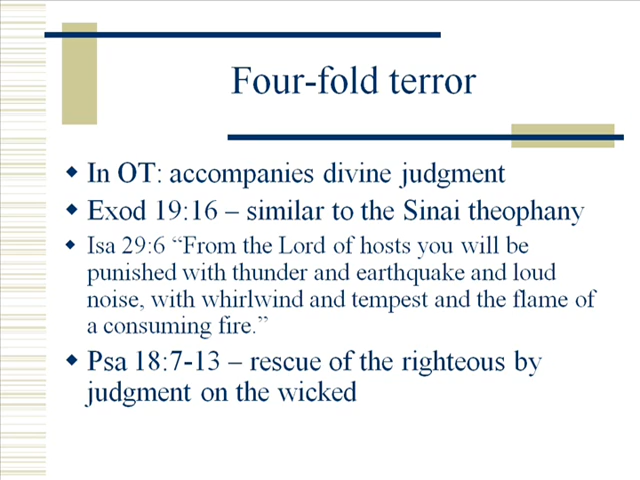 Four-fold terror
In OT: accompanies divine judgment
Exod 19:16 – similar to the Sinai theophany
Isa 29:6 “From the Lord of hosts you will be
punished with thunder and earthquake and loud
noise, with whirlwind and tempest and the flame of
a consuming fire.”
Psa 18:7-13 – rescue of the righteous by
judgment on the wicked